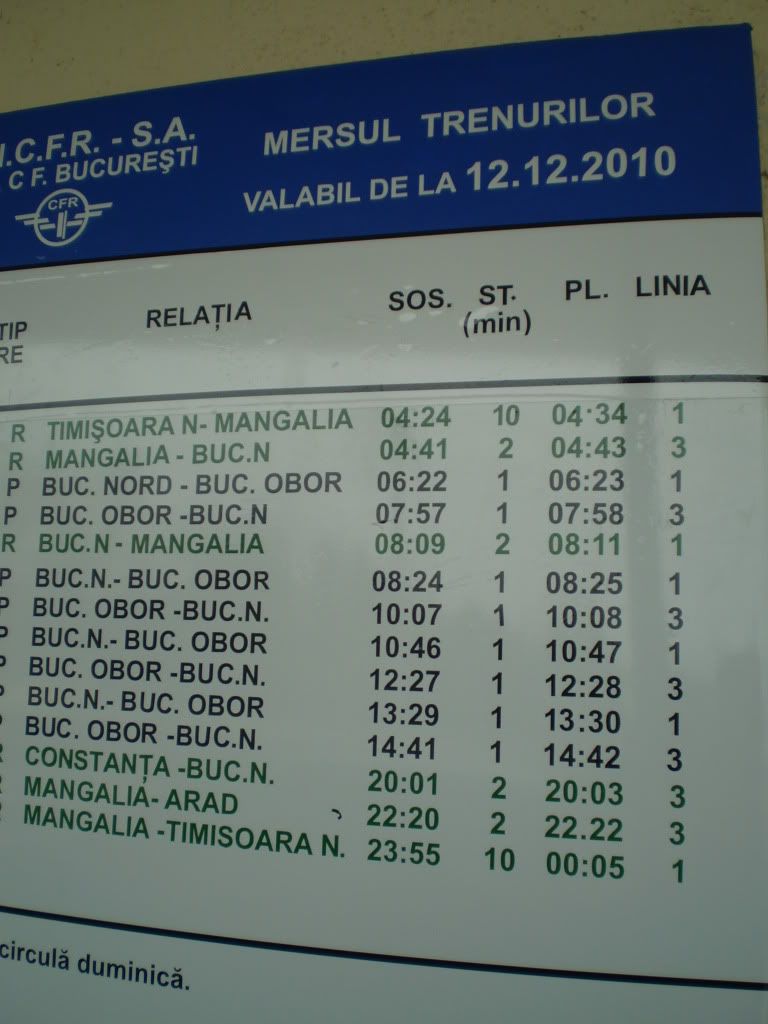 I.C.F.R. - S.A.
C F. BUCUREŞTI
CFR
MERSUL TRENURILOR
VALABIL DE LA 12.12.2010
TIP RELAȚIA SOS. ST. PL. LINIA
RE (min)
R TIMIŞOARA N- MANGALIA 04:24 10 04:34 1
R MANGALIA - BUC.N 04:41 2 04:43 3
P BUC. NORD - BUC. OBOR 06:22 1 06:23 1
P BUC. OBOR -BUC.N 07:57 1 07:58 3
R BUC.N - MANGALIA 08:09 2 08:11 1
P BUC.N.- BUC. OBOR 08:24 1 08:25 1
P BUC. OBOR -BUC.N. 10:07 1 10:08 3
P BUC.N.- BUC. OBOR 10:46 1 10:47 1
P BUC. OBOR -BUC.N. 12:27 1 12:28 3
P BUC.N.- BUC. OBOR 13:29 1 13:30 1
P BUC. OBOR -BUC.N. 14:41 1 14:42 3
R CONSTANȚA -BUC.N. 20:01 2 20:03 3
R MANGALIA- ARAD 22:20 2 22.22 3
R MANGALIA -TIMISOARA N. 23:55 10 00:05 1
circulă duminică.